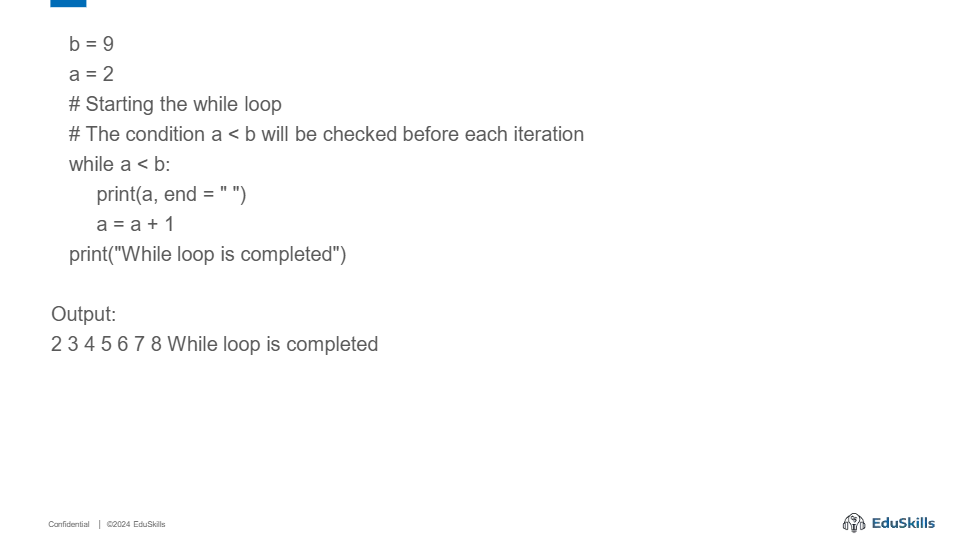 b = 9
a = 2
# Starting the while loop
# The condition a < b will be checked before each iteration
while a < b:
print(a, end = " ")
a = a + 1
print("While loop is completed")
Output:
2 3 4 5 6 7 8 While loop is completed
Confidential | ©2024 EduSkills
EduSkills